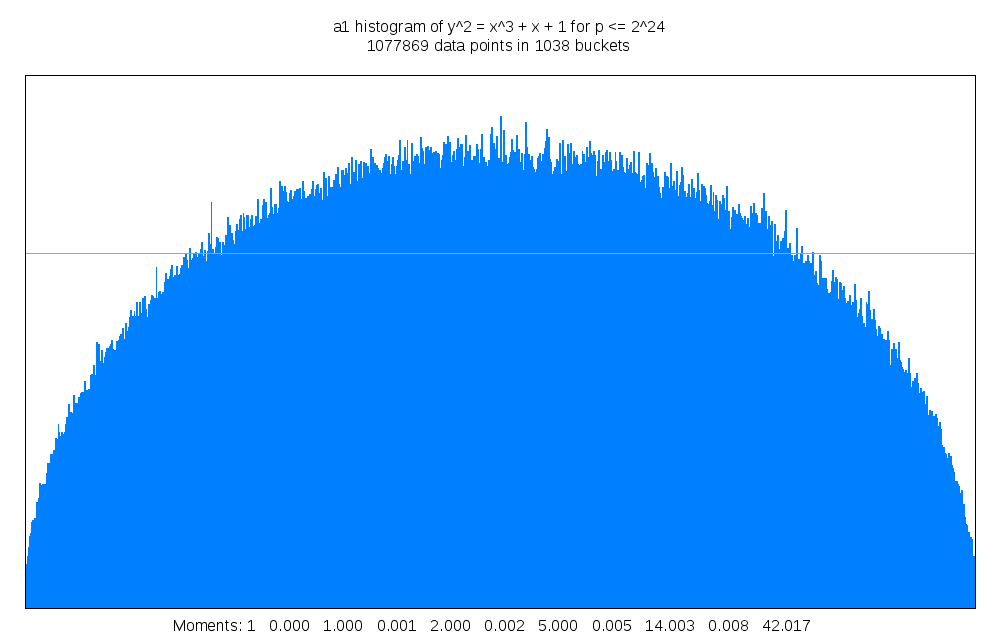 a1 histogram of y^2 = x^3 + x + 1 for p <= 2^24
1077869 data points in 1038 buckets
Moments: 1 0.000 1.000 0.001 2.000 0.002 5.000 0.005 14.003 0.008 42.017